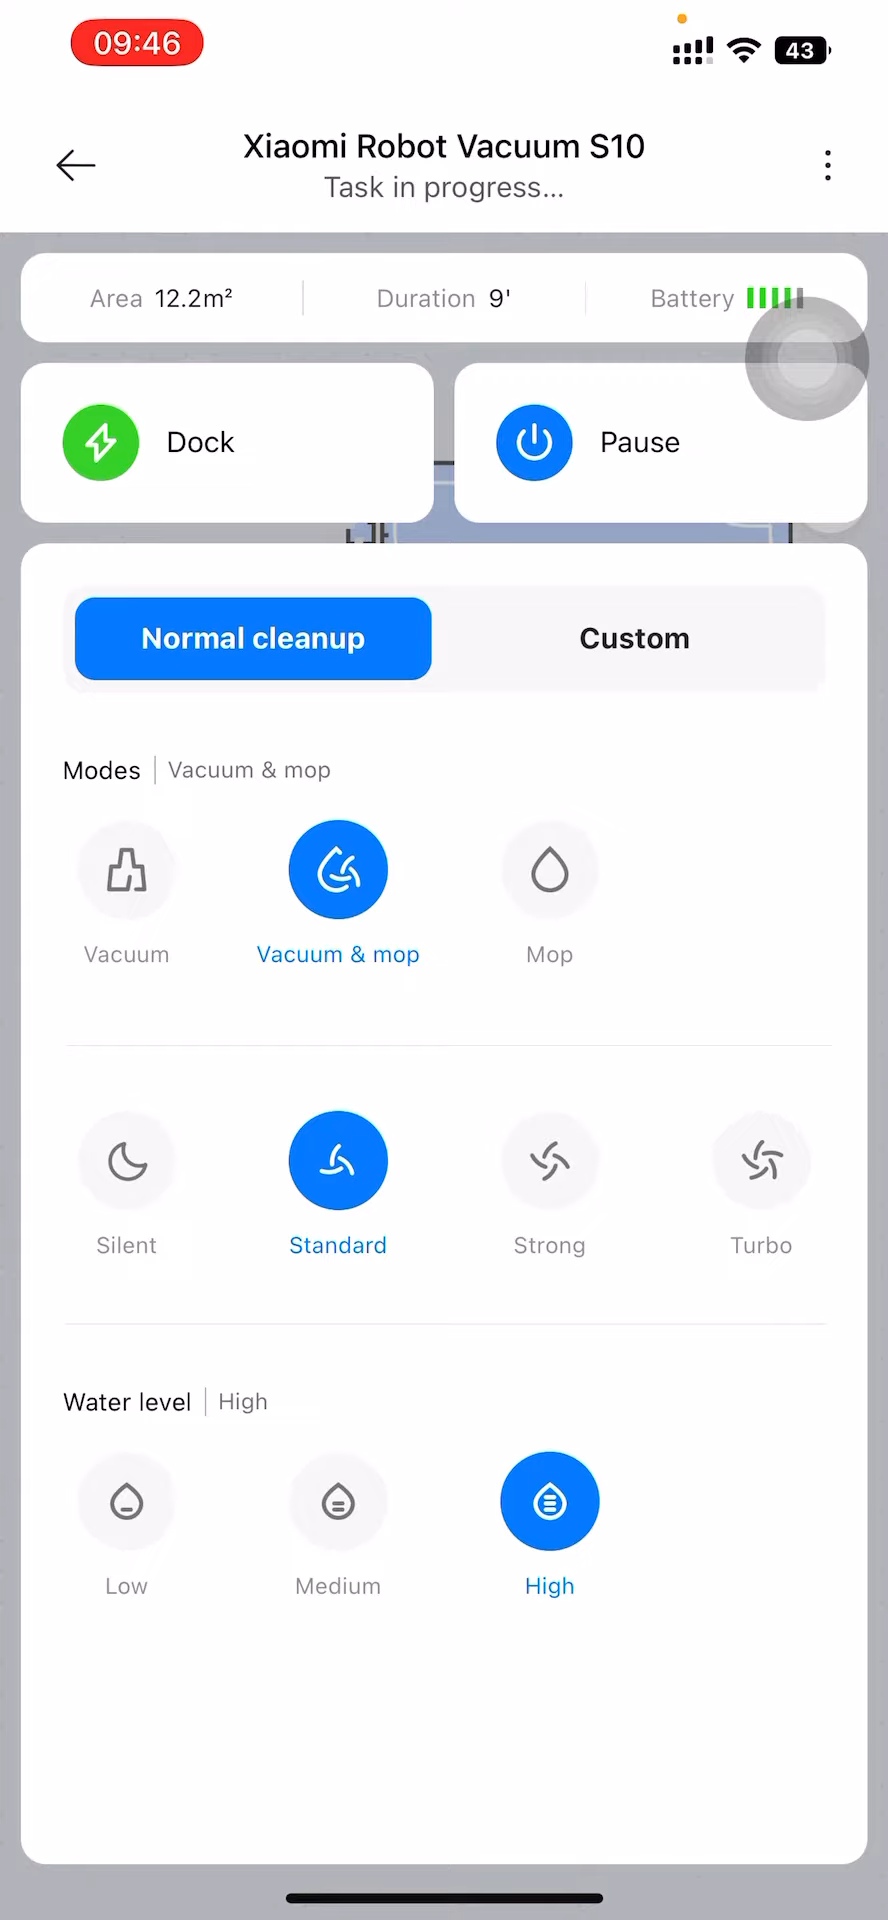 09:46
43
Xiaomi Robot Vacuum S10
Task in progress...
Area 12.2m²
Duration 9'
Battery
Dock
Pause
Normal cleanup
Custom
Modes
Vacuum & mop
Vacuum
Vacuum & mop
Mop
Silent
Standard
Strong
Turbo
Water level
High
Low
Medium
High